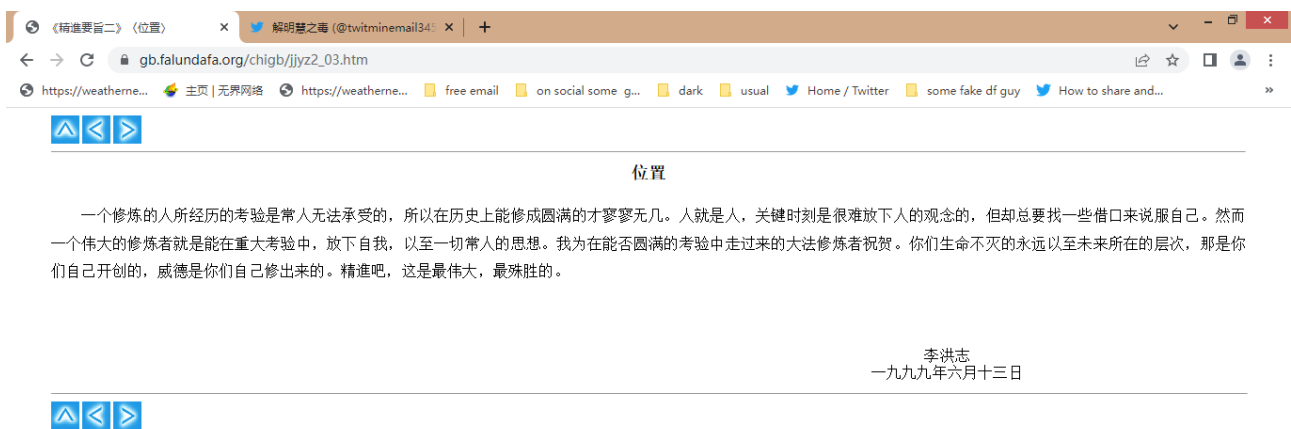 《精進要旨二》〈位置〉
解明慧之毒 (@twitminemail345
gb.falundafa.org/chigb/jjyz2_03.htm
https://weatherne...
主页 | 无界网络
https://weatherne...
free email
on social some g...
dark
usual
Home / Twitter
some fake df guy
How to share and...
»
位置
一个修炼的人所经历的考验是常人无法承受的，所以在历史上能修成圆满的才寥寥无几。人就是人，关键时刻是很难放下人的观念的，但却总要找一些借口来说服自己。然而
一个伟大的修炼者就是能在重大考验中，放下自我，以至一切常人的思想。我为在能否圆满的考验中走过来的大法修炼者祝贺。你们生命不灭的永远以至未来所在的层次，那是你
们自己开创的，威德是你们自己修出来的。精進吧，这是最伟大，最殊胜的。
李洪志
一九九九年六月十三日